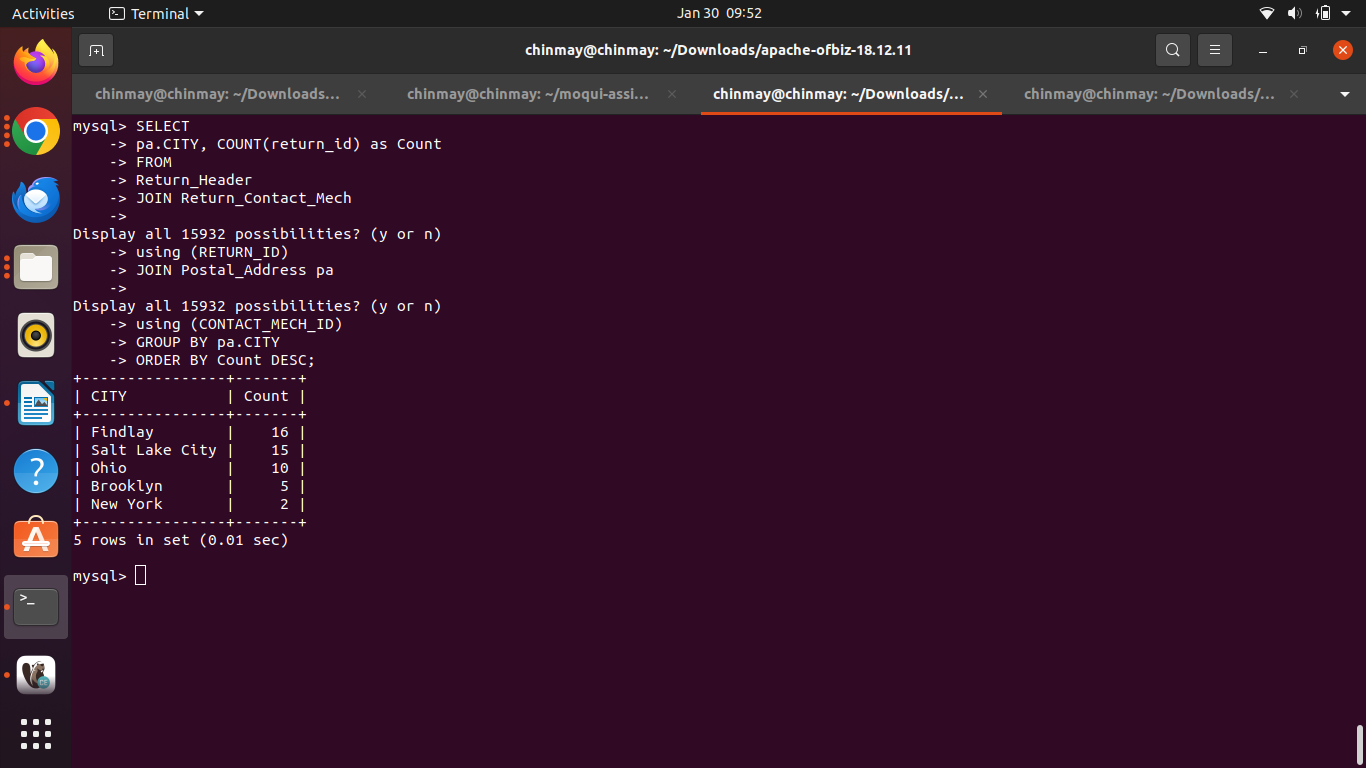 Activities
Terminal
Jan 30  09:52
chinmay@chinmay: ~/Downloads/apache-ofbiz-18.12.11
chinmay@chinmay: ~/Downloads...
chinmay@chinmay: ~/moqui-assi...
chinmay@chinmay: ~/Downloads/...
chinmay@chinmay: ~/Downloads/...
mysql> SELECT
    -> pa.CITY, COUNT(return_id) as Count
    -> FROM
    -> Return_Header
    -> JOIN Return_Contact_Mech
    ->
Display all 15932 possibilities? (y or n)
    -> using (RETURN_ID)
    -> JOIN Postal_Address pa
    ->
Display all 15932 possibilities? (y or n)
    -> using (CONTACT_MECH_ID)
    -> GROUP BY pa.CITY
    -> ORDER BY Count DESC;
+----------------+-------+
| CITY           | Count |
+----------------+-------+
| Findlay        |    16 |
| Salt Lake City |    15 |
| Ohio           |    10 |
| Brooklyn       |     5 |
| New York       |     2 |
+----------------+-------+
5 rows in set (0.01 sec)
mysql>